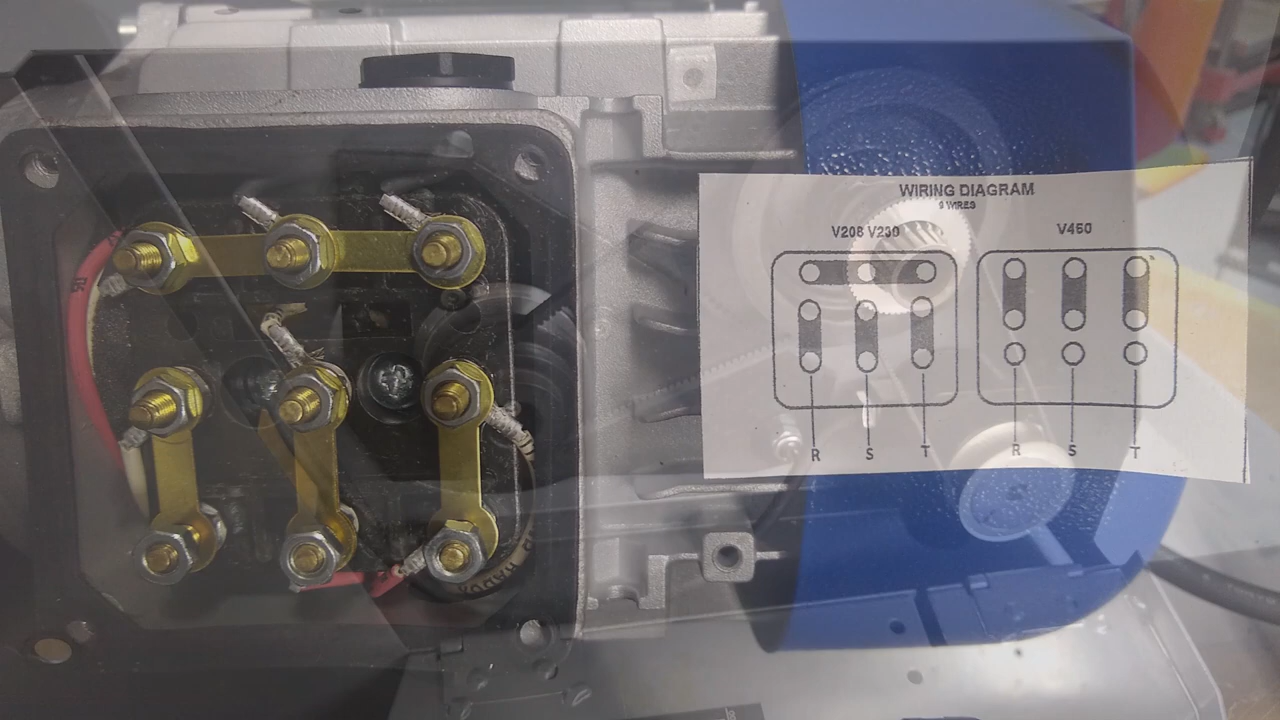 WIRING DIAGRAM
9 WIRES
V208 V230
V460
R S T
R S T